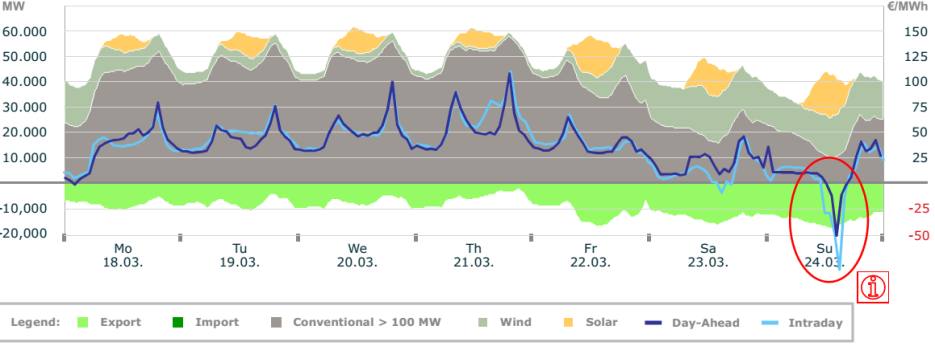 MW
€/MWh
60.000 150
50.000 125
40.000 100
30.000 75
20.000 50
10.000 25
-10,000 -25
-20,000 -50
Mo Tu We Th Fr Sa Su
18.03. 19.03. 20.03. 21.03. 22.03. 23.03. 24.03.
i
Legend: Export Import Conventional > 100 MW Wind Solar Day-Ahead Intraday